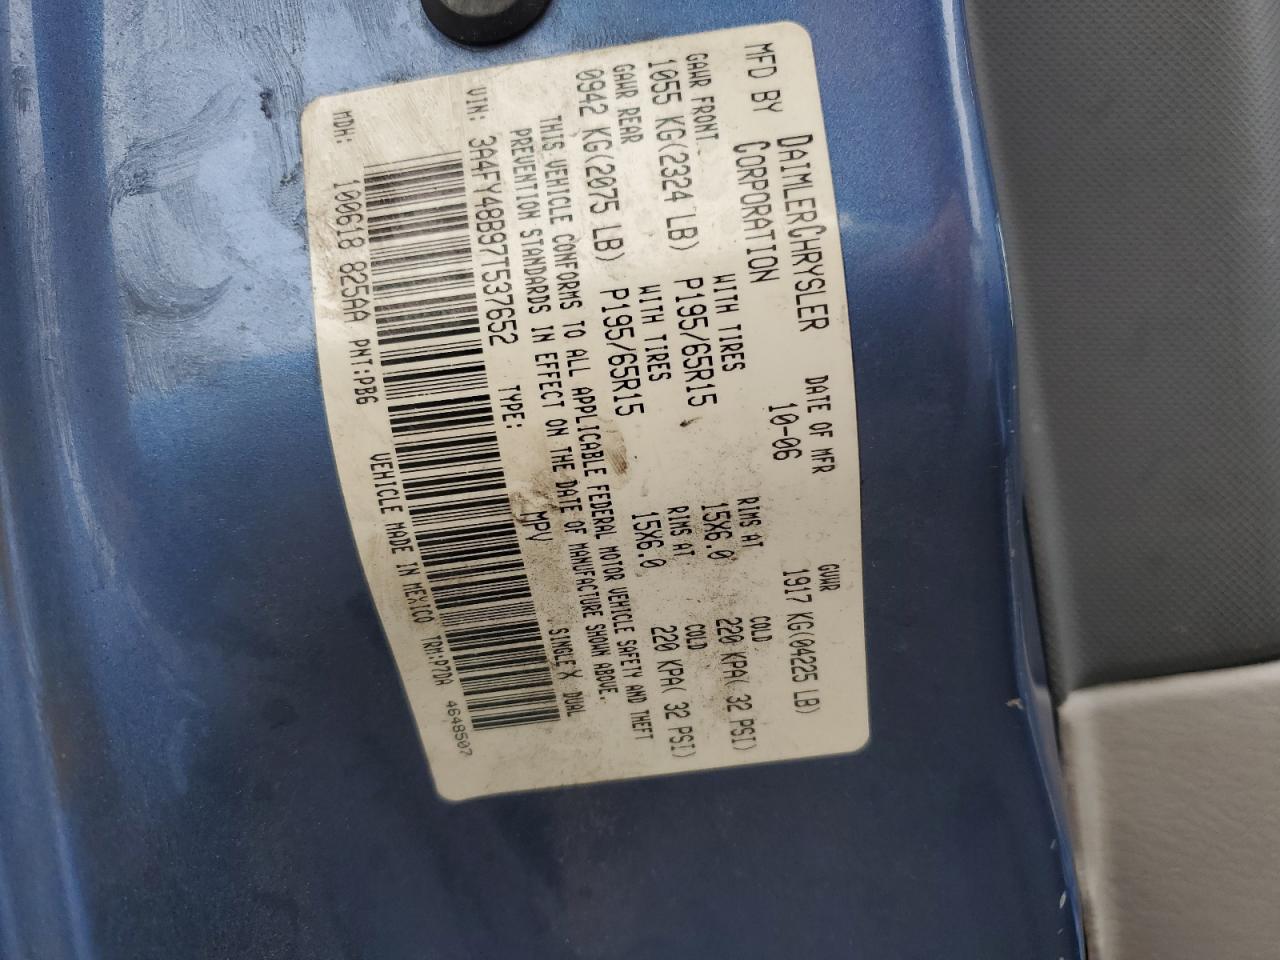 MFD BY DAIMLERCHRYSLER CORPORATION
DATE OF MFR 10-06
GVWR 1917 KG(04225 LB)
GAWR FRONT WITH TIRES RIMS AT COLD
1055 KG(2324 LB) P195/65R15 15X6.0 220 KPA( 32 PSI)
GAWR REAR WITH TIRES RIMS AT COLD
0942 KG(2075 LB) P195/65R15 15X6.0 220 KPA( 32 PSI)
THIS VEHICLE CONFORMS TO ALL APPLICABLE FEDERAL MOTOR VEHICLE SAFETY AND THEFT
PREVENTION STANDARDS IN EFFECT ON THE DATE OF MANUFACTURE SHOWN ABOVE.
VIN: 3A4FY48B97T537652 TYPE: MPV SINGLE X DUAL
MDH: 100618 825AA PNT:PB6 VEHICLE MADE IN MEXICO TRM:A7DA 4648507